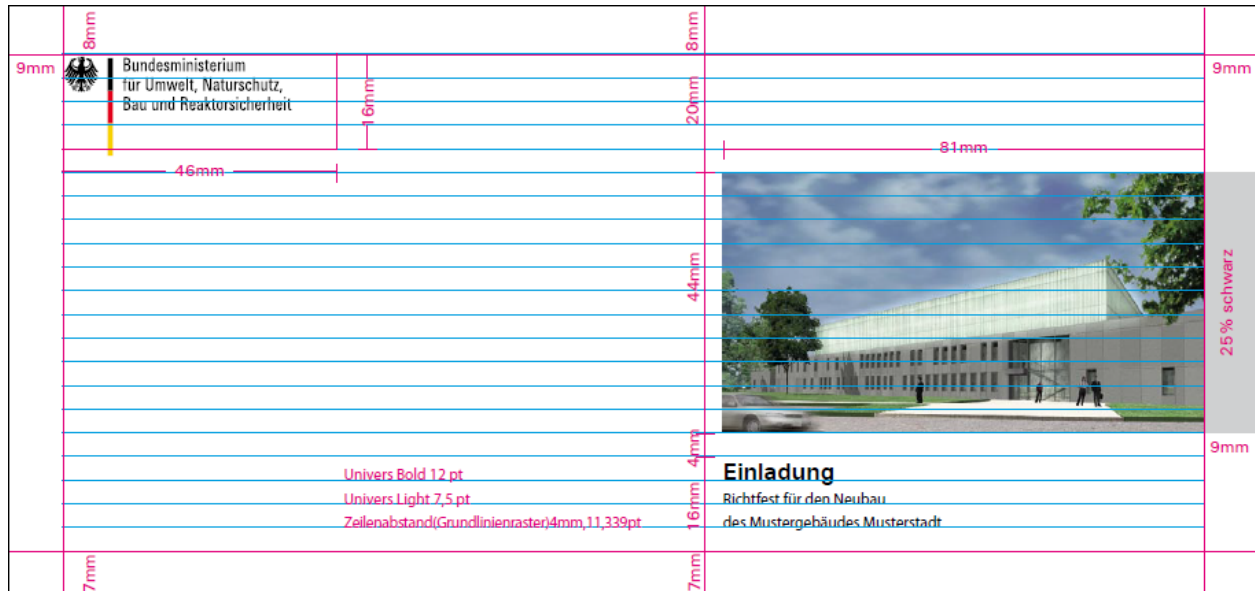 8mm
8mm
9mm
9mm
Bundesministerium
für Umwelt, Naturschutz,
Bau und Reaktorsicherheit
16mm
20mm
46mm
81mm
44mm
25% schwarz
4mm
9mm
Univers Bold 12 pt
Univers Light 7,5 pt
Zeilenabstand(Grundlinienraster)4mm,11,339pt
16mm
Einladung
Richtfest für den Neubau
des Mustergebäudes Musterstadt
7mm
7mm